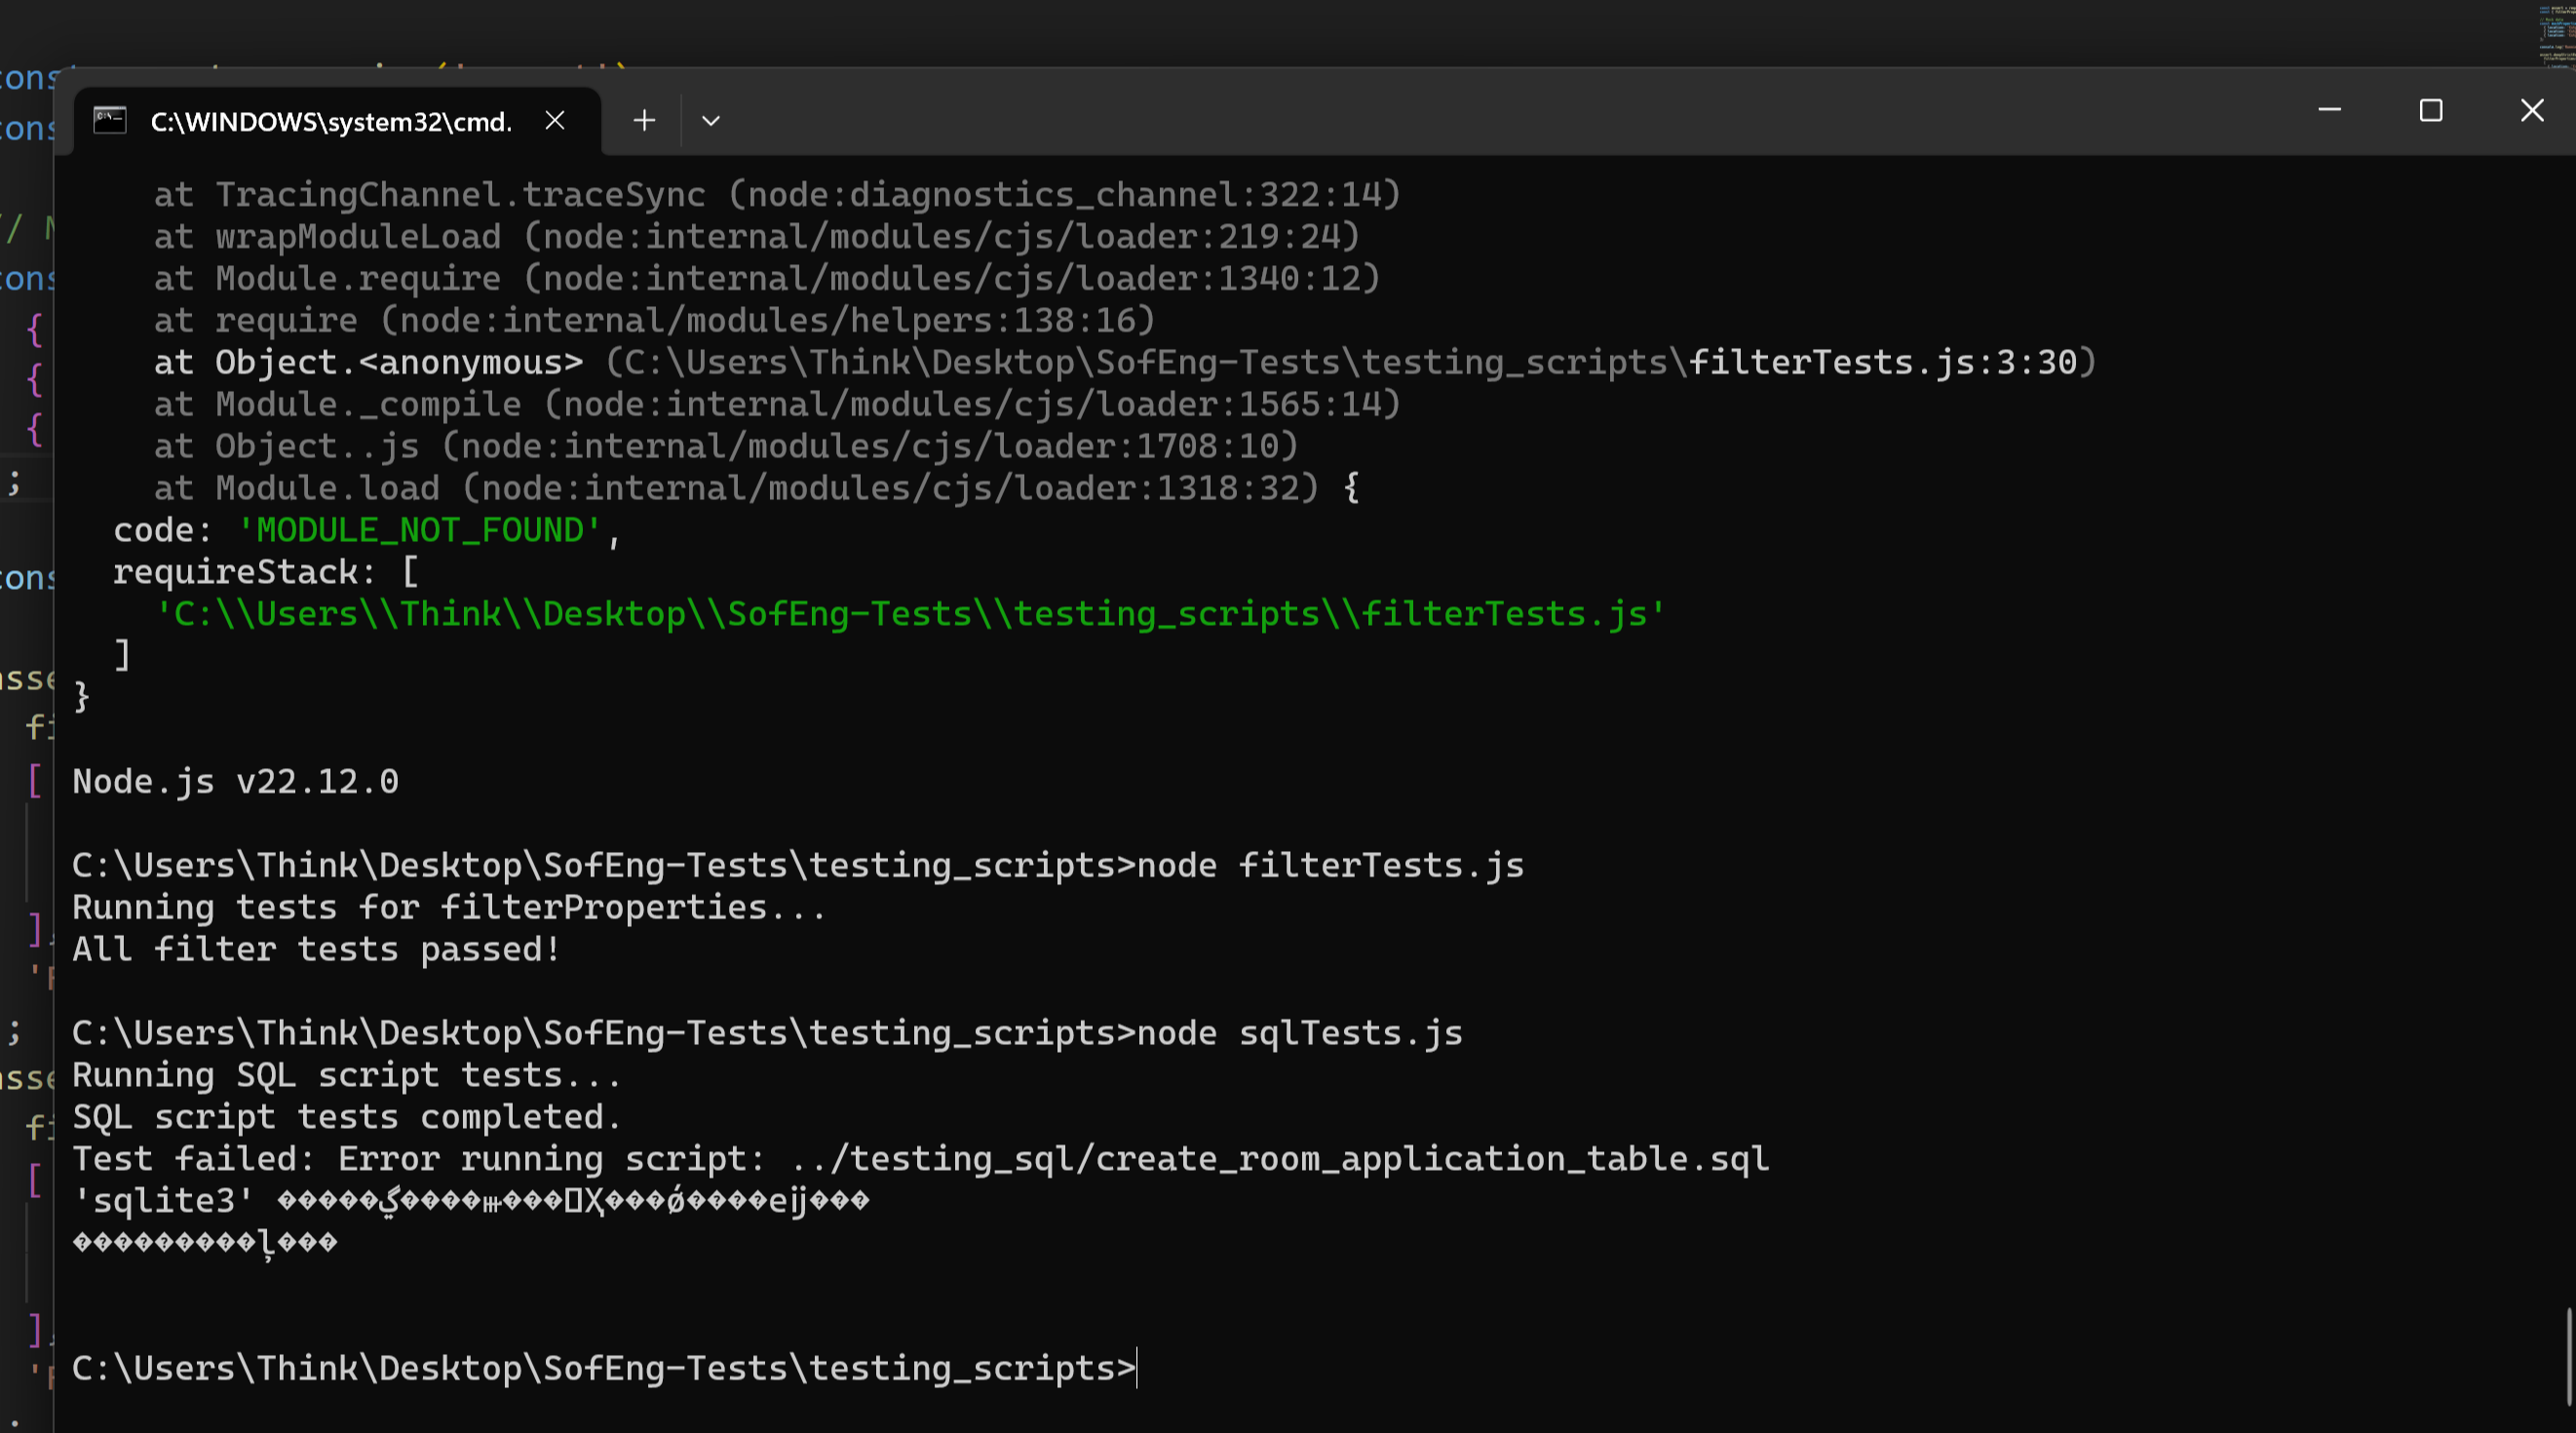 C:\WINDOWS\system32\cmd.
at TracingChannel.traceSync (node:diagnostics_channel:322:14)
at wrapModuleLoad (node:internal/modules/cjs/loader:219:24)
at Module.require (node:internal/modules/cjs/loader:1340:12)
at require (node:internal/modules/helpers:138:16)
at Object.<anonymous> (C:\Users\Think\Desktop\SofEng-Tests\testing_scripts\filterTests.js:3:30)
at Module._compile (node:internal/modules/cjs/loader:1565:14)
at Object..js (node:internal/modules/cjs/loader:1708:10)
at Module.load (node:internal/modules/cjs/loader:1318:32) {
code: 'MODULE_NOT_FOUND',
requireStack: [
'C:\\Users\\Think\\Desktop\\SofEng-Tests\\testing_scripts\\filterTests.js'
]
}
Node.js v22.12.0
C:\Users\Think\Desktop\SofEng-Tests\testing_scripts>node filterTests.js
Running tests for filterProperties...
All filter tests passed!
C:\Users\Think\Desktop\SofEng-Tests\testing_scripts>node sqlTests.js
Running SQL script tests...
SQL script tests completed.
Test failed: Error running script: ../testing_sql/create_room_application_table.sql
'sqlite3'
C:\Users\Think\Desktop\SofEng-Tests\testing_scripts>